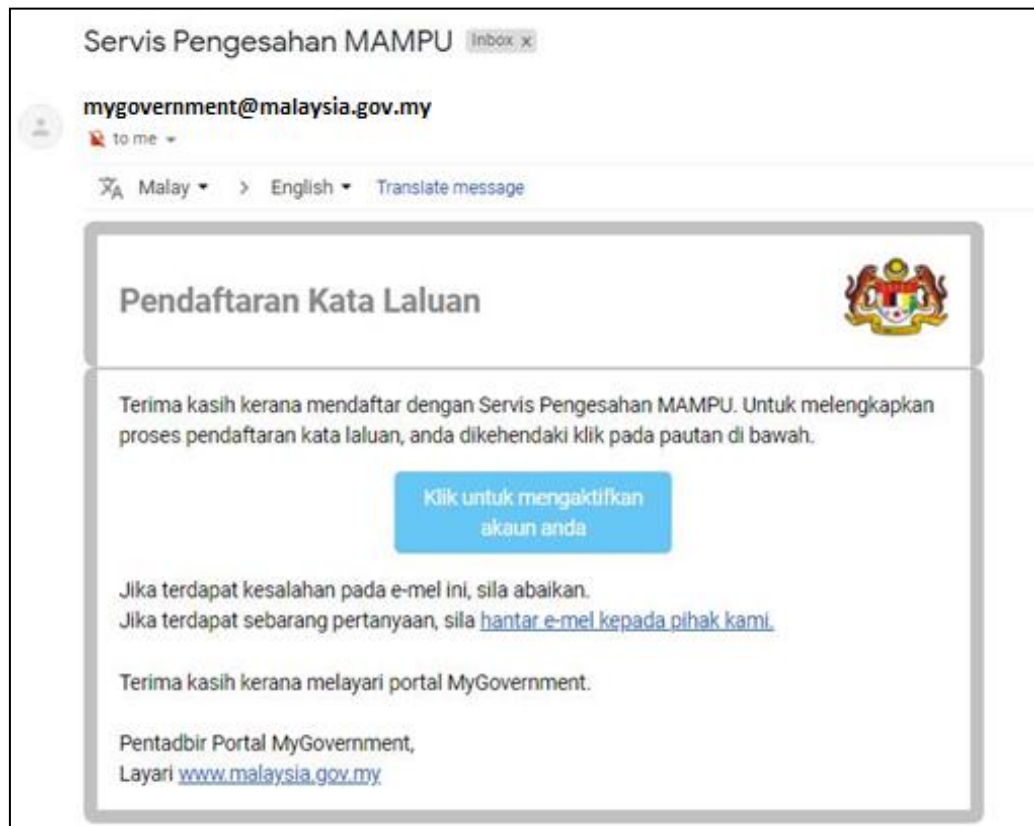 Servis Pengesahan MAMPU Inbox x
mygovernment@malaysia.gov.my
to me
Malay > English Translate message
Pendaftaran Kata Laluan
Terima kasih kerana mendaftar dengan Servis Pengesahan MAMPU. Untuk melengkapkan
proses pendaftaran kata laluan, anda dikehendaki klik pada pautan di bawah.
Klik untuk mengaktifkan
akaun anda
Jika terdapat kesalahan pada e-mel ini, sila abaikan.
Jika terdapat sebarang pertanyaan, sila hantar e-mel kepada pihak kami.
Terima kasih kerana melayari portal MyGovernment.
Pentadbir Portal MyGovernment,
Layari www.malaysia.gov.my